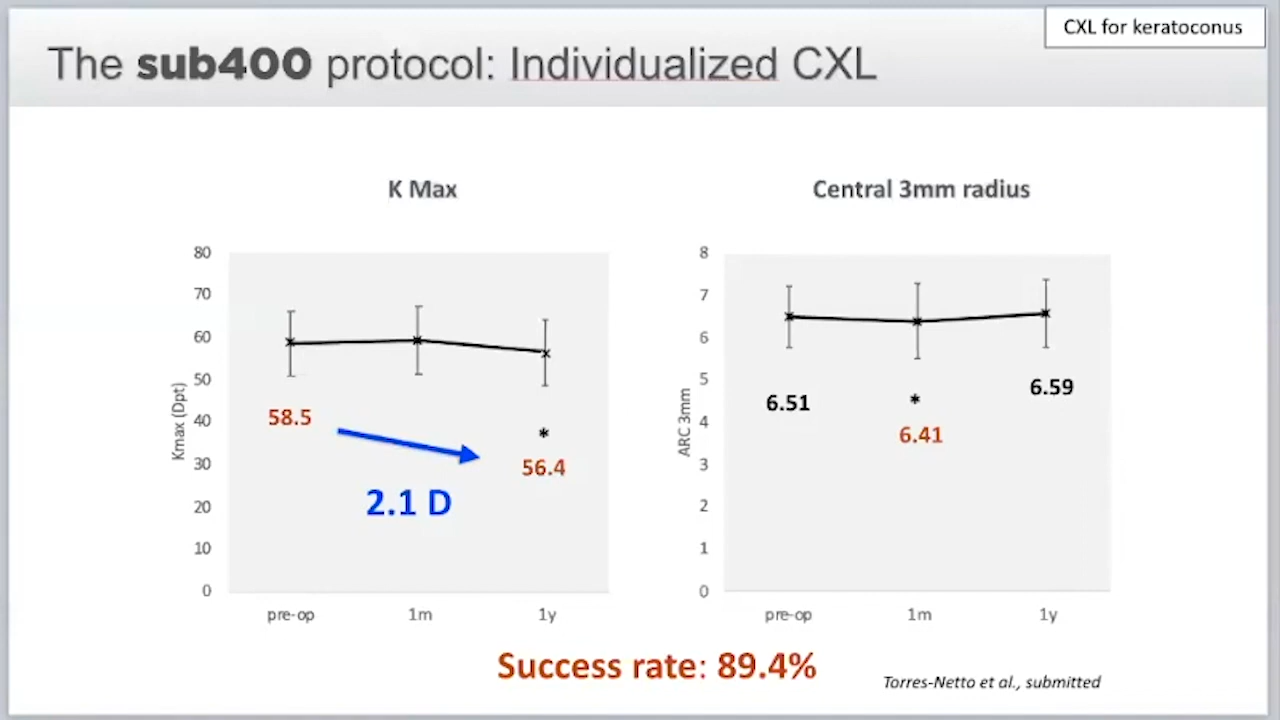 CXL for keratoconus
The sub400 protocol: Individualized CXL
K Max
80
70
60
50
40
30
20
10
0
Kmax (Dpt)
58.5
2.1 D
*
56.4
pre-op 1m 1y
Central 3mm radius
8
7
6
5
4
3
2
1
0
ARC 3mm
6.51
*
6.41
6.59
pre-op 1m 1y
Success rate: 89.4%
Torres-Netto et al., submitted